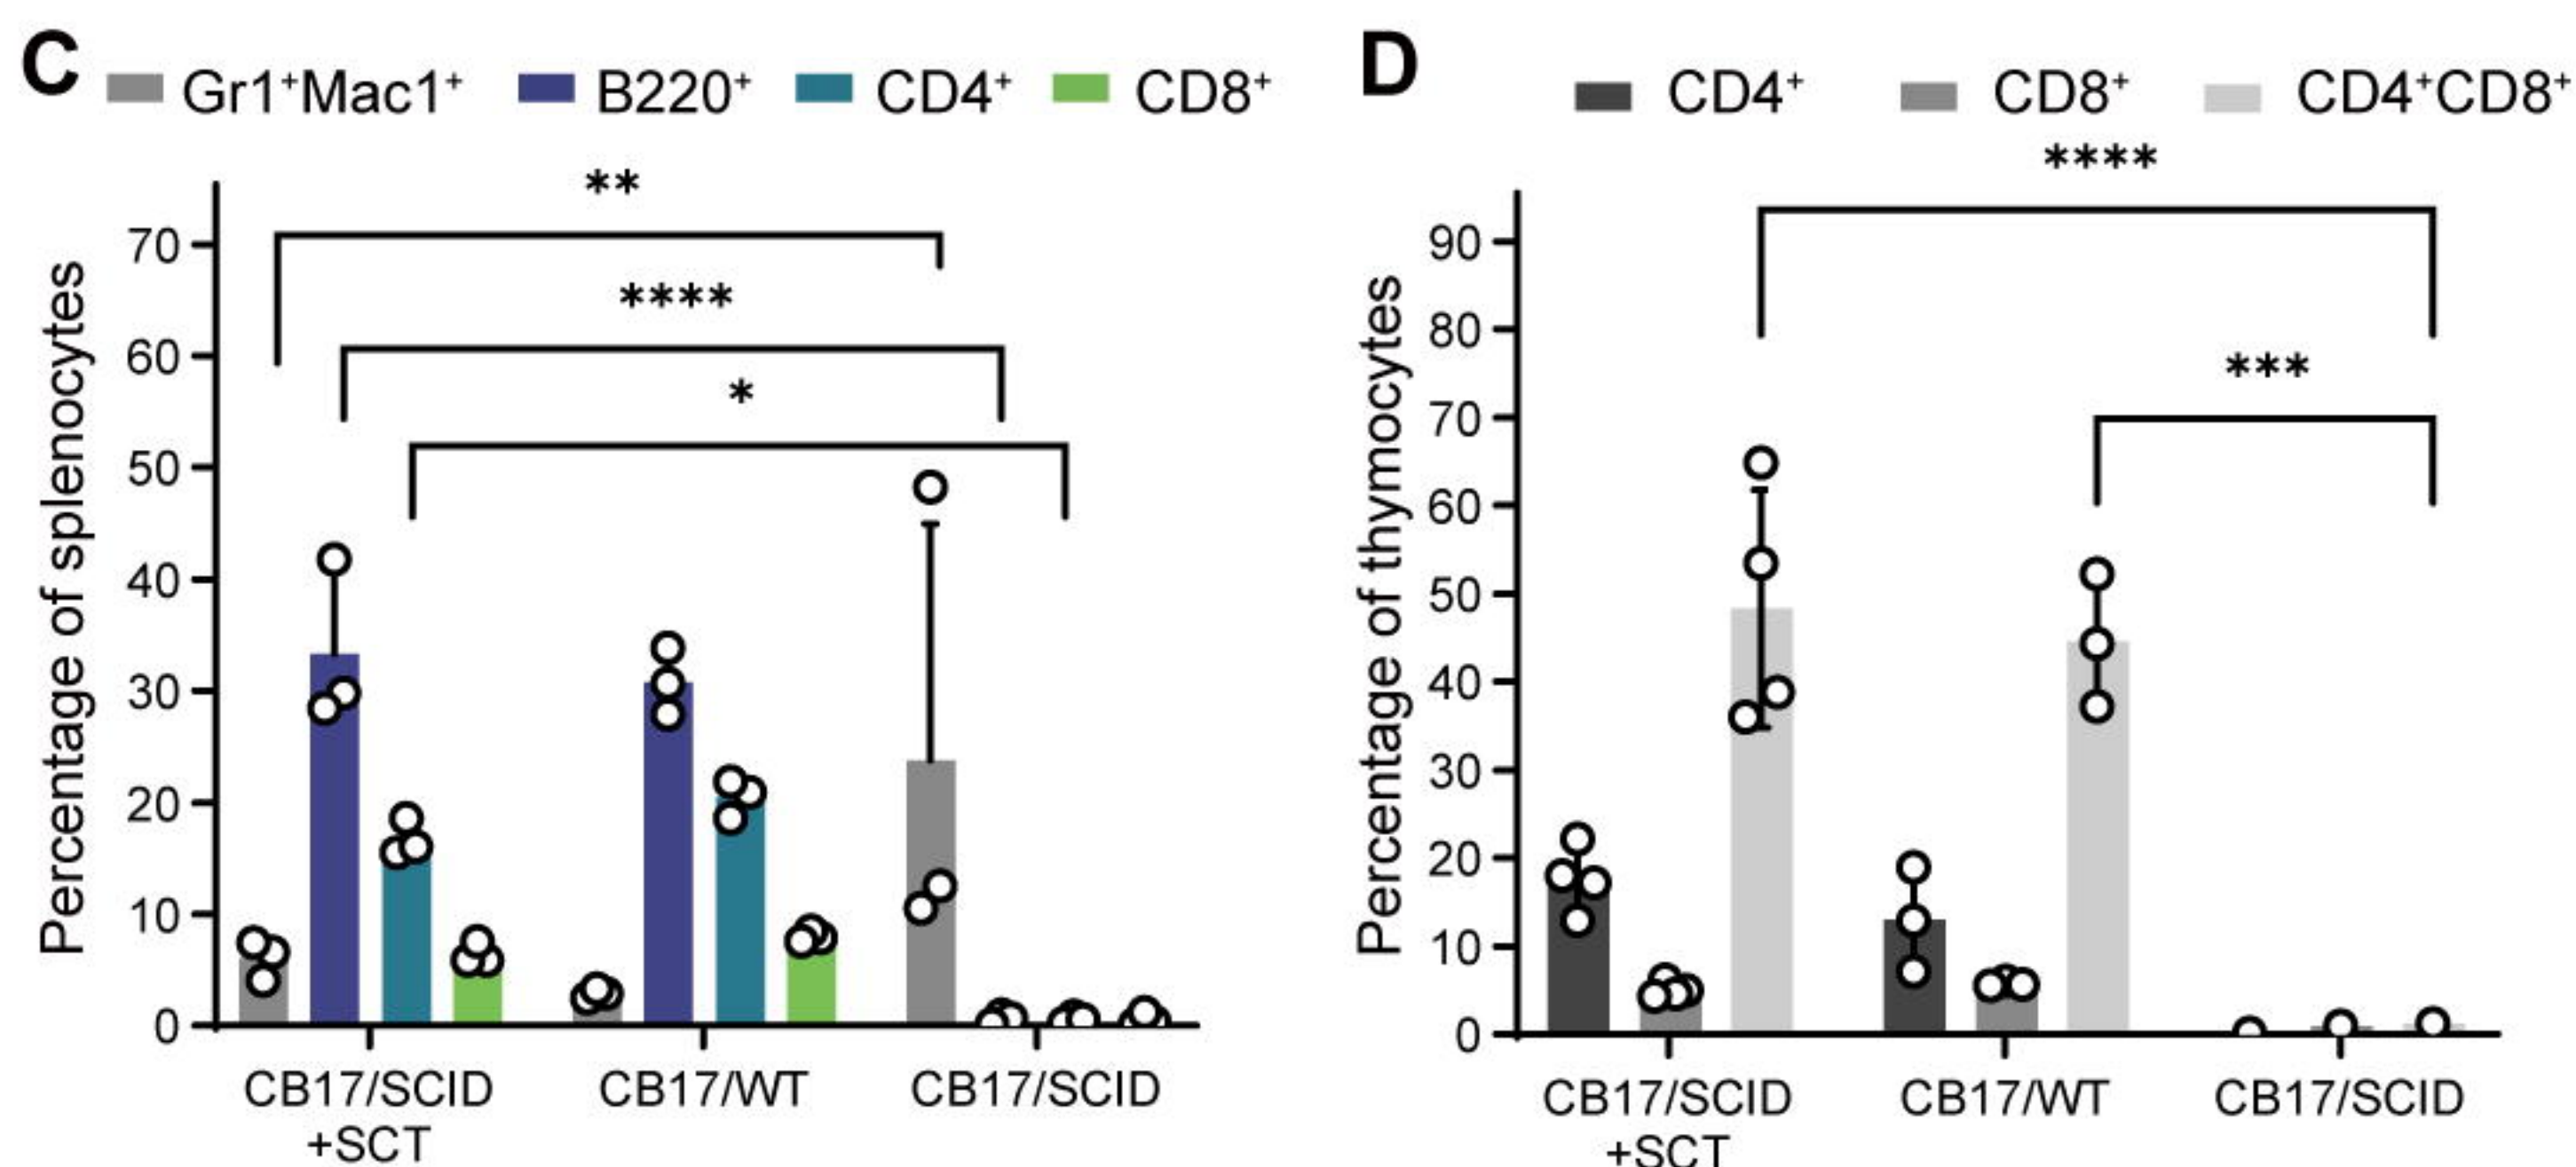 C
Gr1⁺Mac1⁺ B220⁺ CD4⁺ CD8⁺
**
****
*
Percentage of splenocytes
70
60
50
40
30
20
10
0
CB17/SCID +SCT
CB17/WT
CB17/SCID
D
CD4⁺ CD8⁺ CD4⁺CD8⁺
****
***
Percentage of thymocytes
90
80
70
60
50
40
30
20
10
0
CB17/SCID +SCT
CB17/WT
CB17/SCID